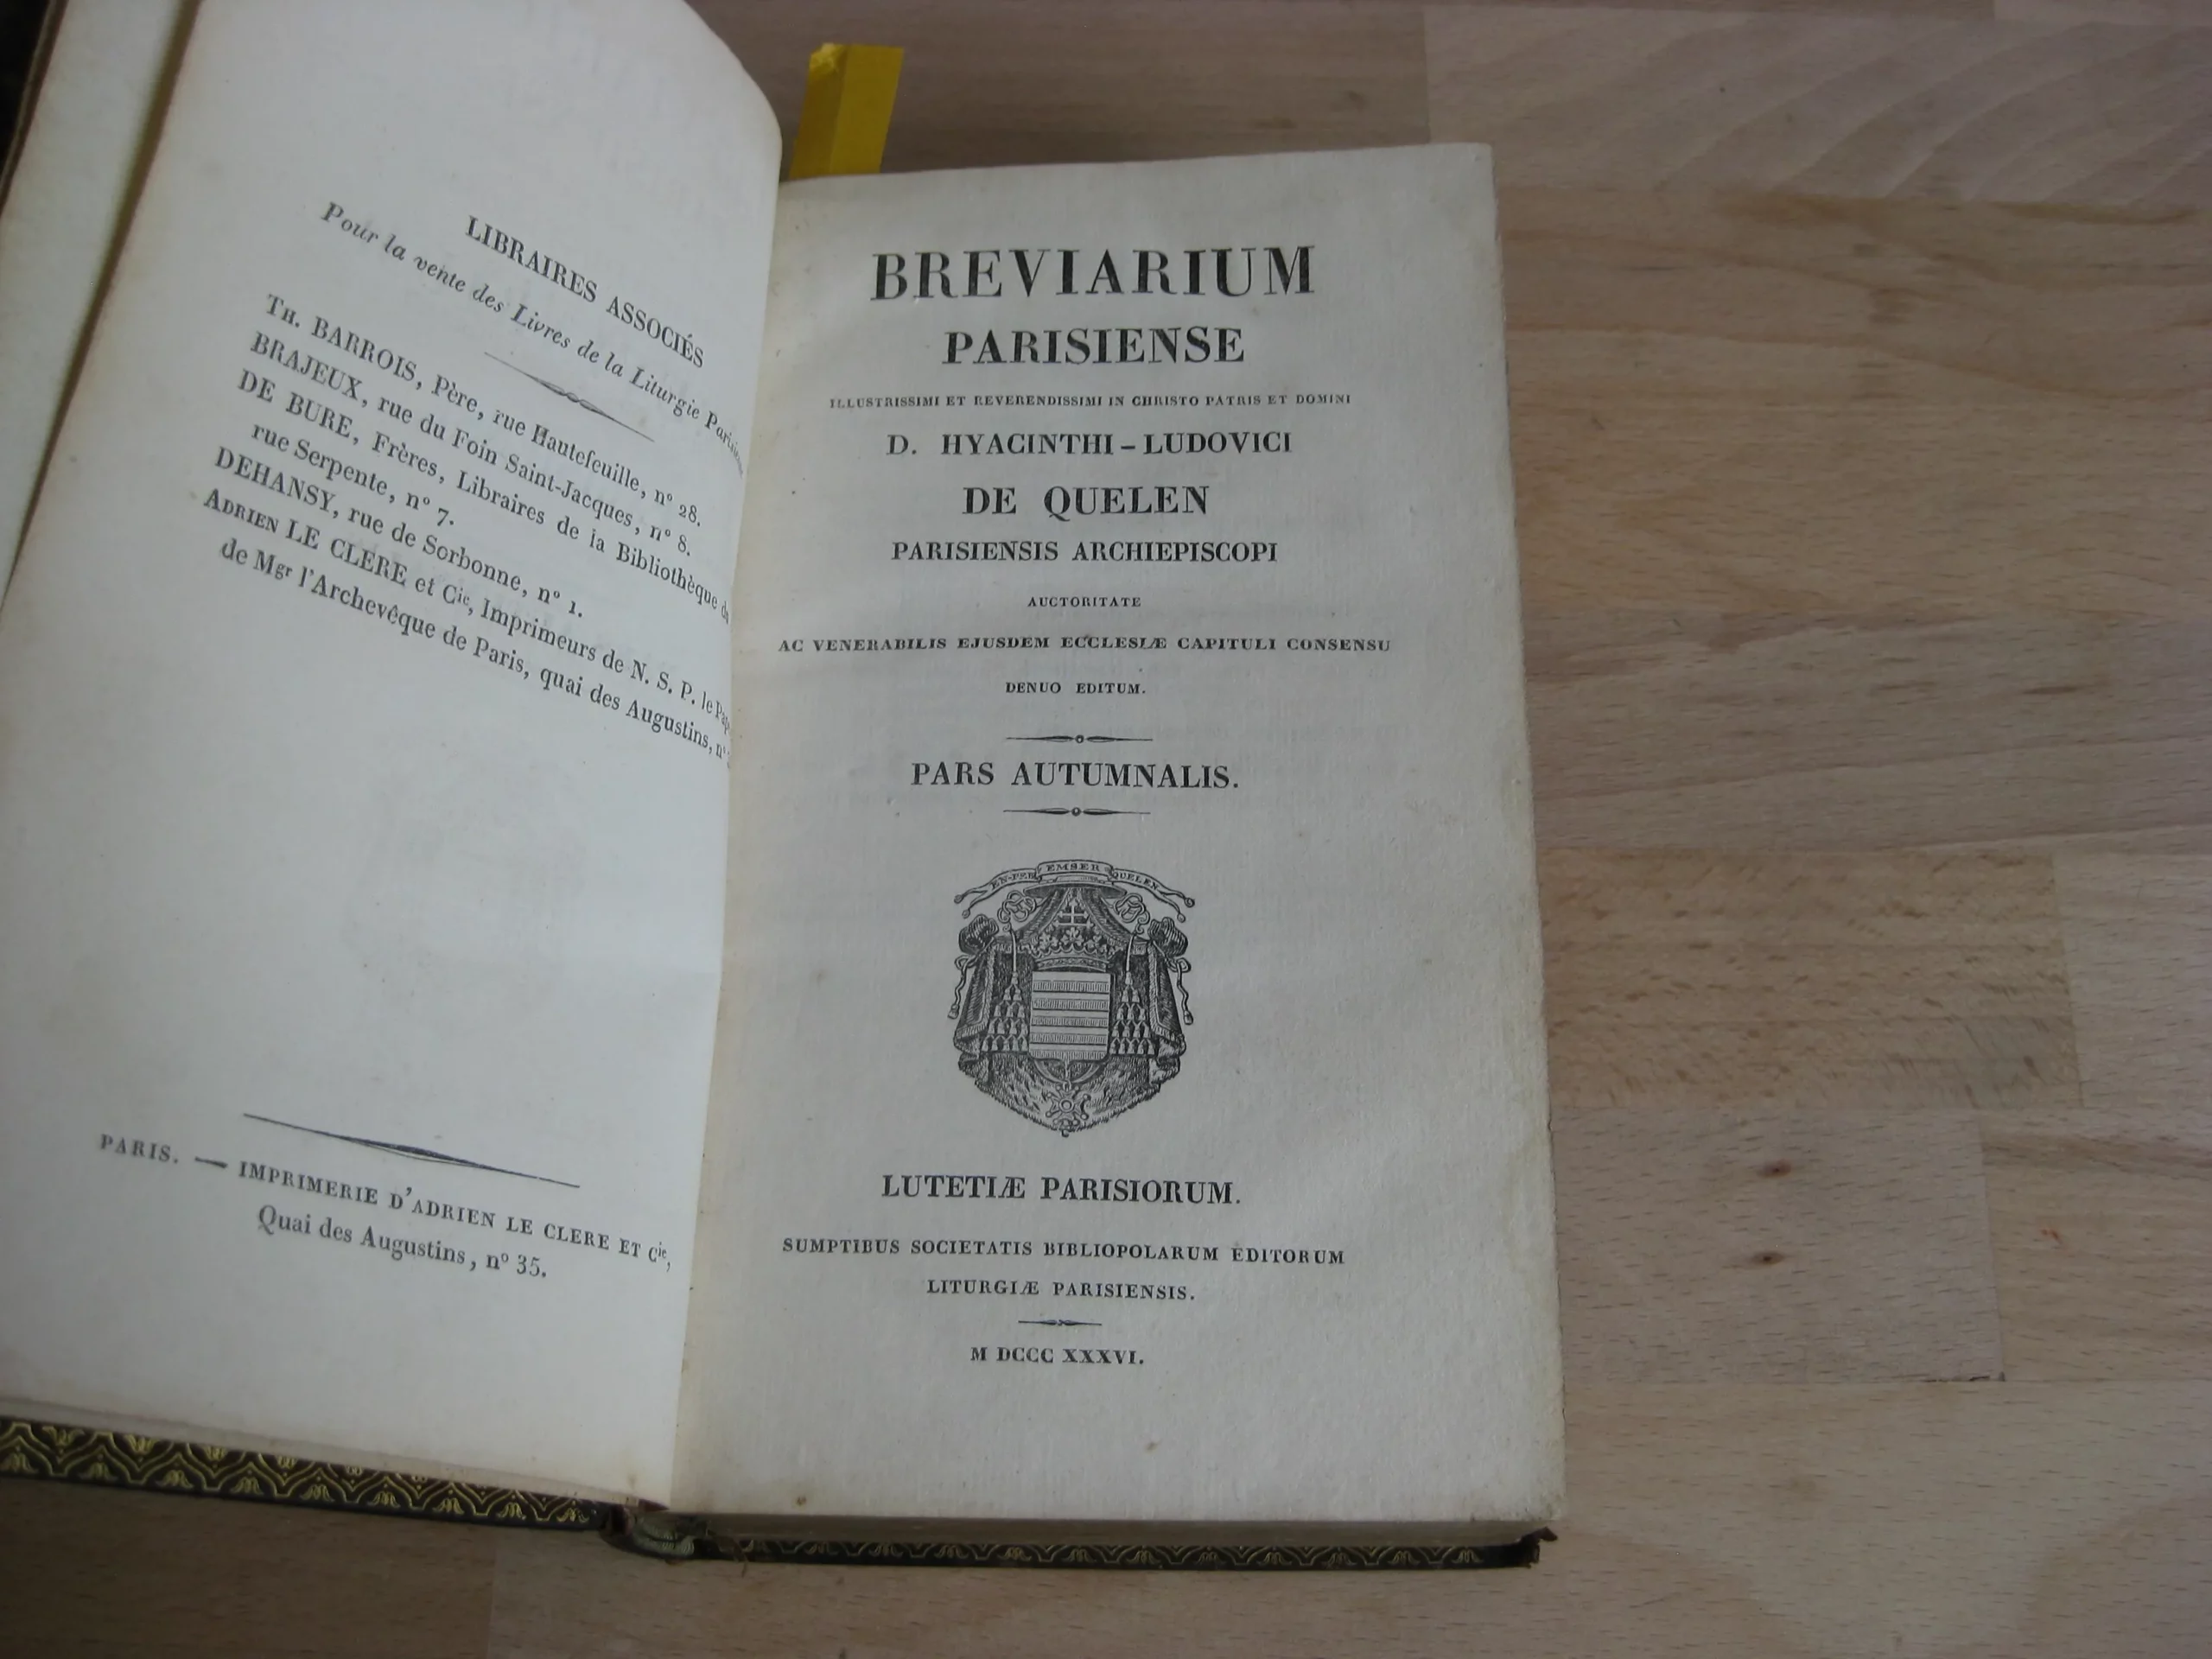 LIBRAIRES ASSOCIÉS
Pour la vente des Livres de la Liturgie Parisienne
TH. BARROIS, Père, rue Hautefeuille, n° 28.
BRAJEUX, rue du Foin Saint-Jacques, n° 8.
DE BURE, Frères, Libraires de la Bibliothèque du
rue Serpente, n° 7.
DEHANSY, rue de Sorbonne, n° 1.
ADRIEN LE CLERE et Cie, Imprimeurs de N. S. P. le Pape
de Mgr l'Archevêque de Paris, quai des Augustins, n°
PARIS. — IMPRIMERIE D'ADRIEN LE CLERE ET Cie,
Quai des Augustins, n° 35.
BREVIARIUM
PARISIENSE
ILLUSTRISSIMI ET REVERENDISSIMI IN CHRISTO PATRIS ET DOMINI
D. HYACINTHI-LUDOVICI
DE QUELEN
PARISIENSIS ARCHIEPISCOPI
AUCTORITATE
AC VENERABILIS EJUSDEM ECCLESIÆ CAPITULI CONSENSU
DENUO EDITUM.
PARS AUTUMNALIS.
EN-PER EMSER QUELEN
LUTETIÆ PARISIORUM.
SUMPTIBUS SOCIETATIS BIBLIOPOLARUM EDITORUM
LITURGIÆ PARISIENSIS.
M DCCC XXXVI.